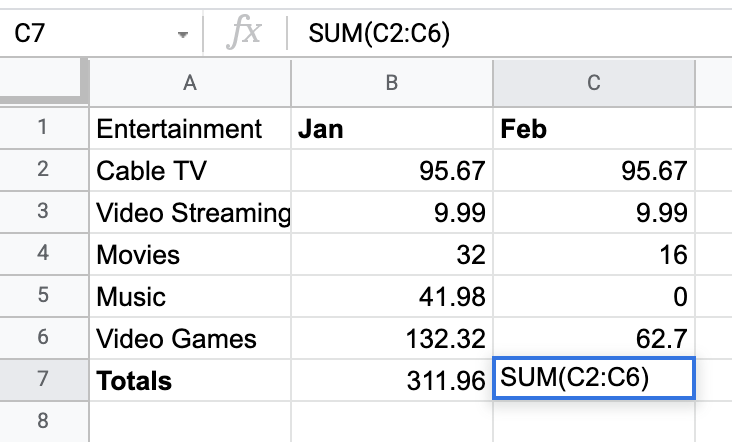 C7 fx SUM(C2:C6)
A B C
1 Entertainment Jan Feb
2 Cable TV 95.67 95.67
3 Video Streaming 9.99 9.99
4 Movies 32 16
5 Music 41.98 0
6 Video Games 132.32 62.7
7 Totals 311.96 SUM(C2:C6)
8